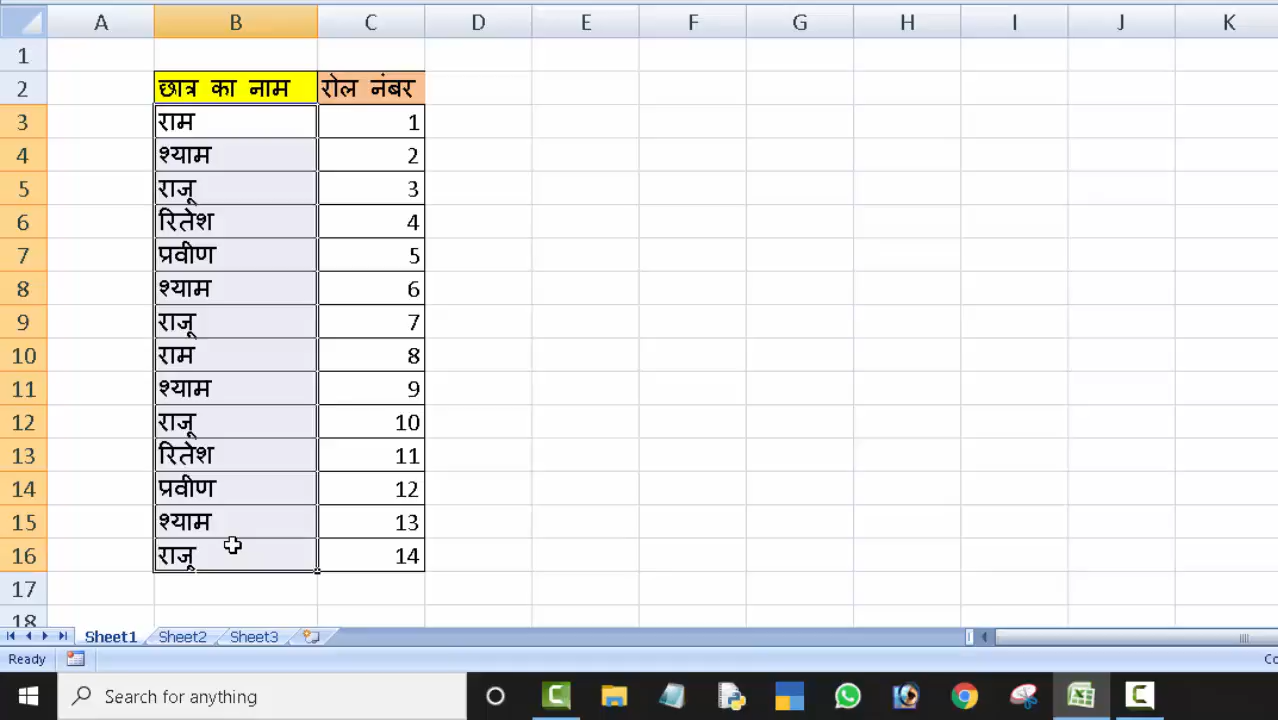 A B C D E F G H I J K
1
2 छात्र का नाम रोल नंबर
3 राम 1
4 श्याम 2
5 राजू 3
6 रितेश 4
7 प्रवीण 5
8 श्याम 6
9 राजू 7
10 राम 8
11 श्याम 9
12 राजू 10
13 रितेश 11
14 प्रवीण 12
15 श्याम 13
16 राजू 14
17
18
Sheet1 Sheet2 Sheet3
Ready Co
Search for anything